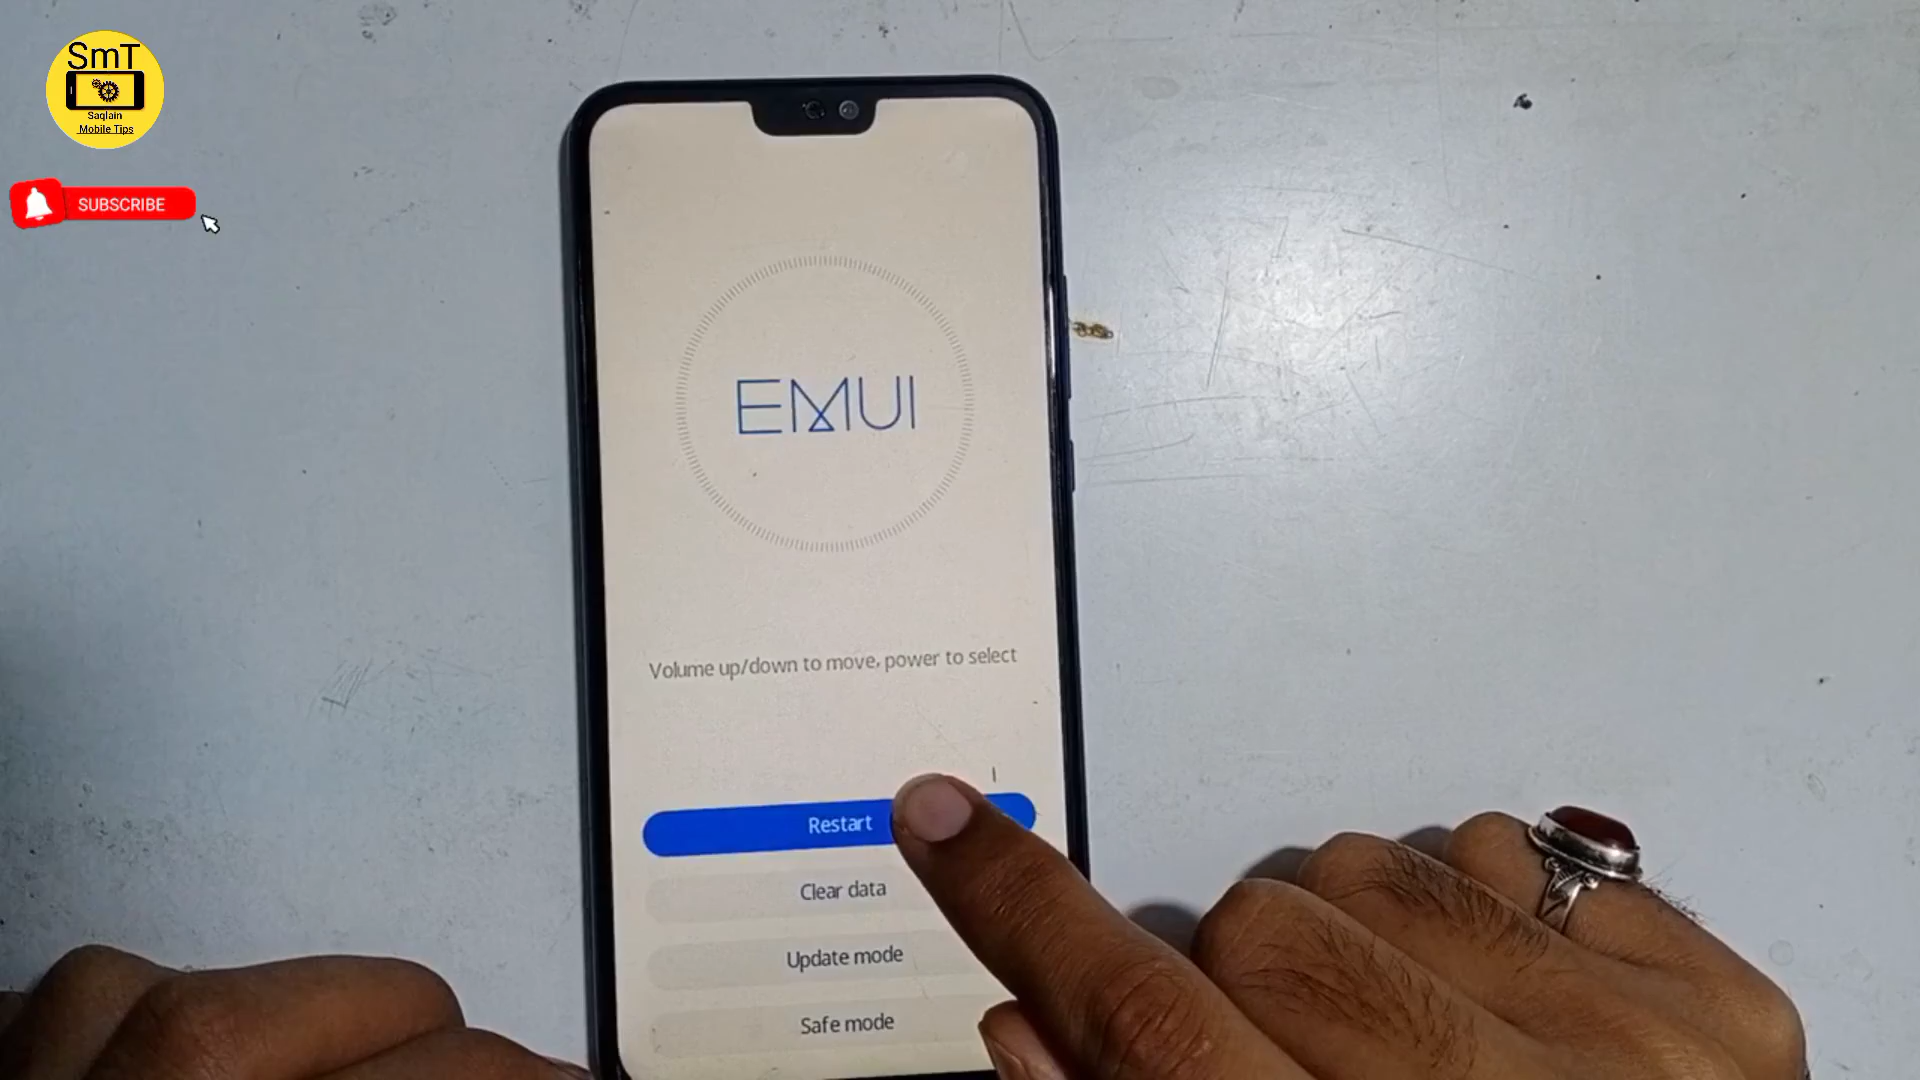 SmT
Saqlain
Mobile Tips
SUBSCRIBE
EMUI
Volume up/down to move, power to select
Restart
Clear data
Update mode
Safe mode